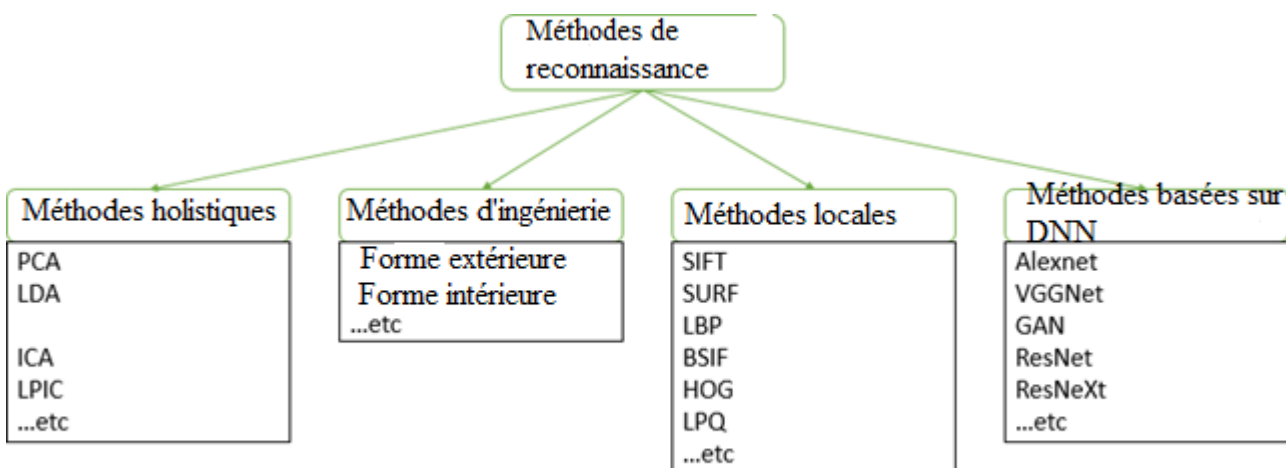 Méthodes de
reconnaissance
Méthodes holistiques
PCA
LDA
ICA
LPIC
...etc
Méthodes d'ingénierie
Forme extérieure
Forme intérieure
...etc
Méthodes locales
SIFT
SURF
LBP
BSIF
HOG
LPQ
...etc
Méthodes basées sur
DNN
Alexnet
VGGNet
GAN
ResNet
ResNeXt
...etc